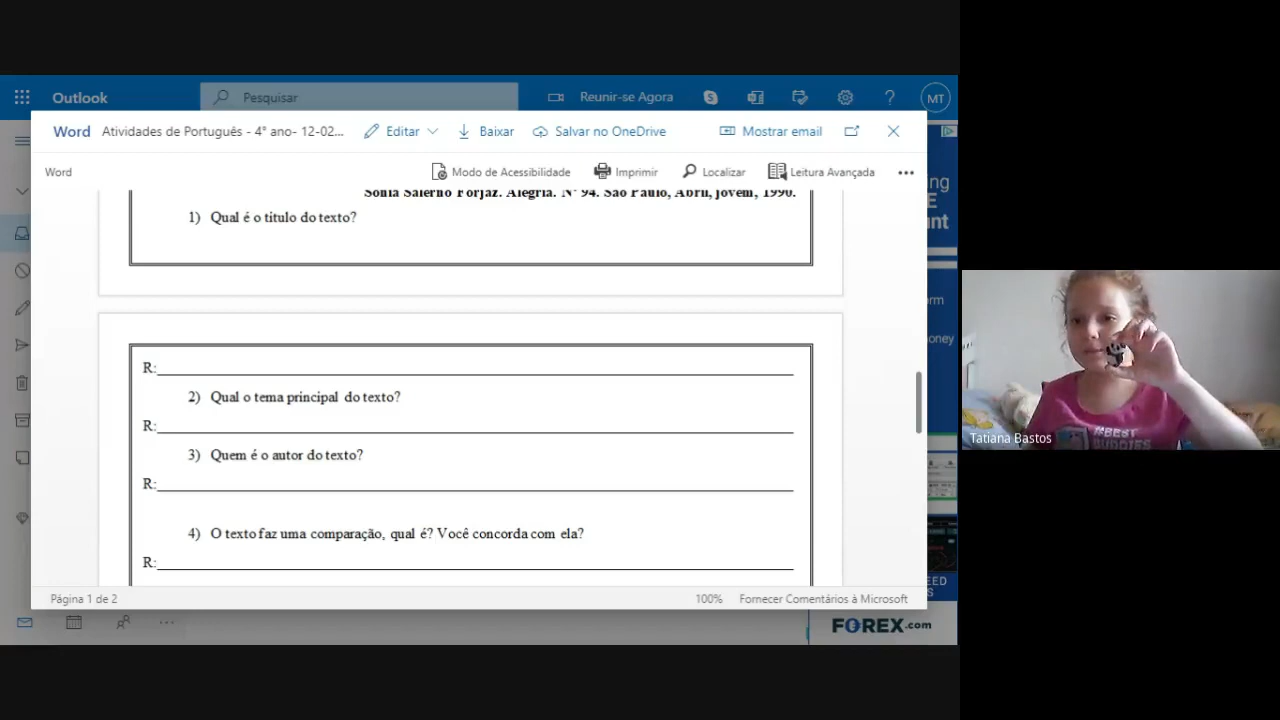 Outlook
Pesquisar
Reunir-se Agora
MT
Word
Atividades de Português - 4° ano- 12-02...
Editar
Baixar
Salvar no OneDrive
Mostrar email
Word
Modo de Acessibilidade
Imprimir
Localizar
Leitura Avançada
Sônia Salerno Forjaz. Alegria. N° 94. São Paulo, Abril, jovem, 1990.
1) Qual é o título do texto?
R:
2) Qual o tema principal do texto?
R:
3) Quem é o autor do texto?
R:
4) O texto faz uma comparação, qual é? Você concorda com ela?
R:
Página 1 de 2
100%
Fornecer Comentários à Microsoft
FOREX.com
#BEST
BUDDIES
Tatiana Bastos